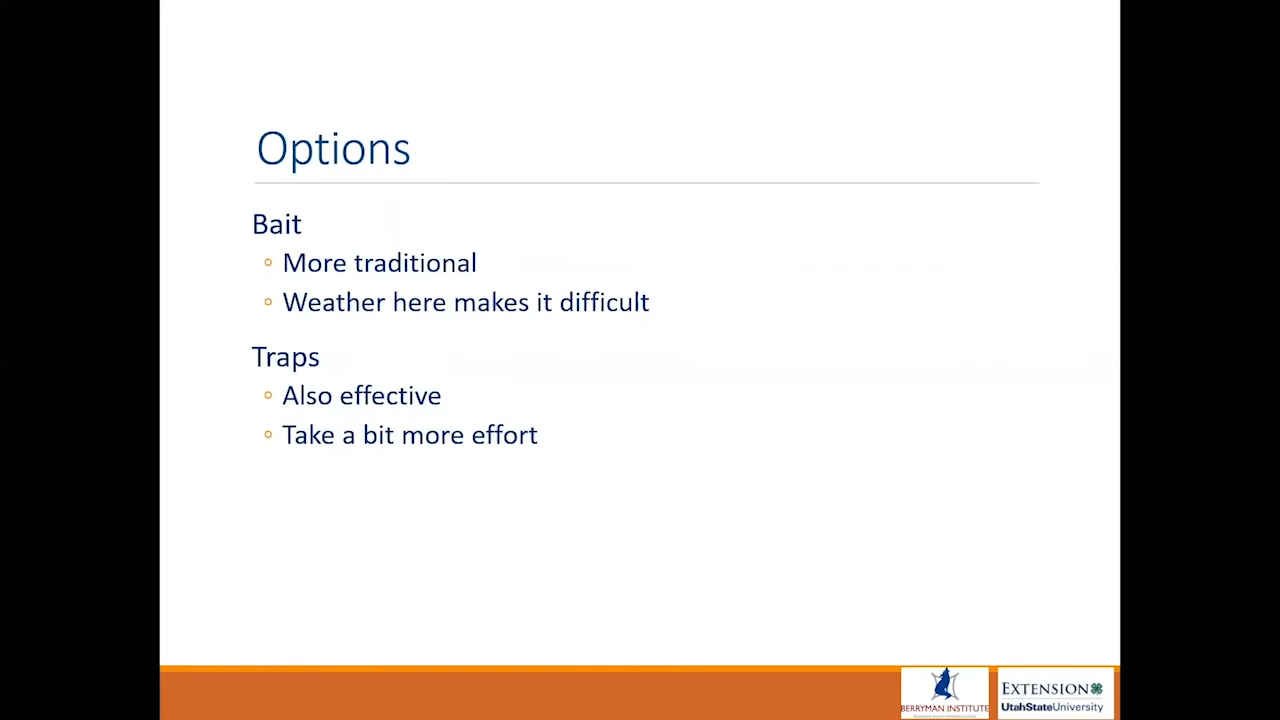 Options
Bait
◦ More traditional
◦ Weather here makes it difficult
Traps
◦ Also effective
◦ Take a bit more effort
BERRYMAN INSTITUTE
EXTENSION
UtahStateUniversity